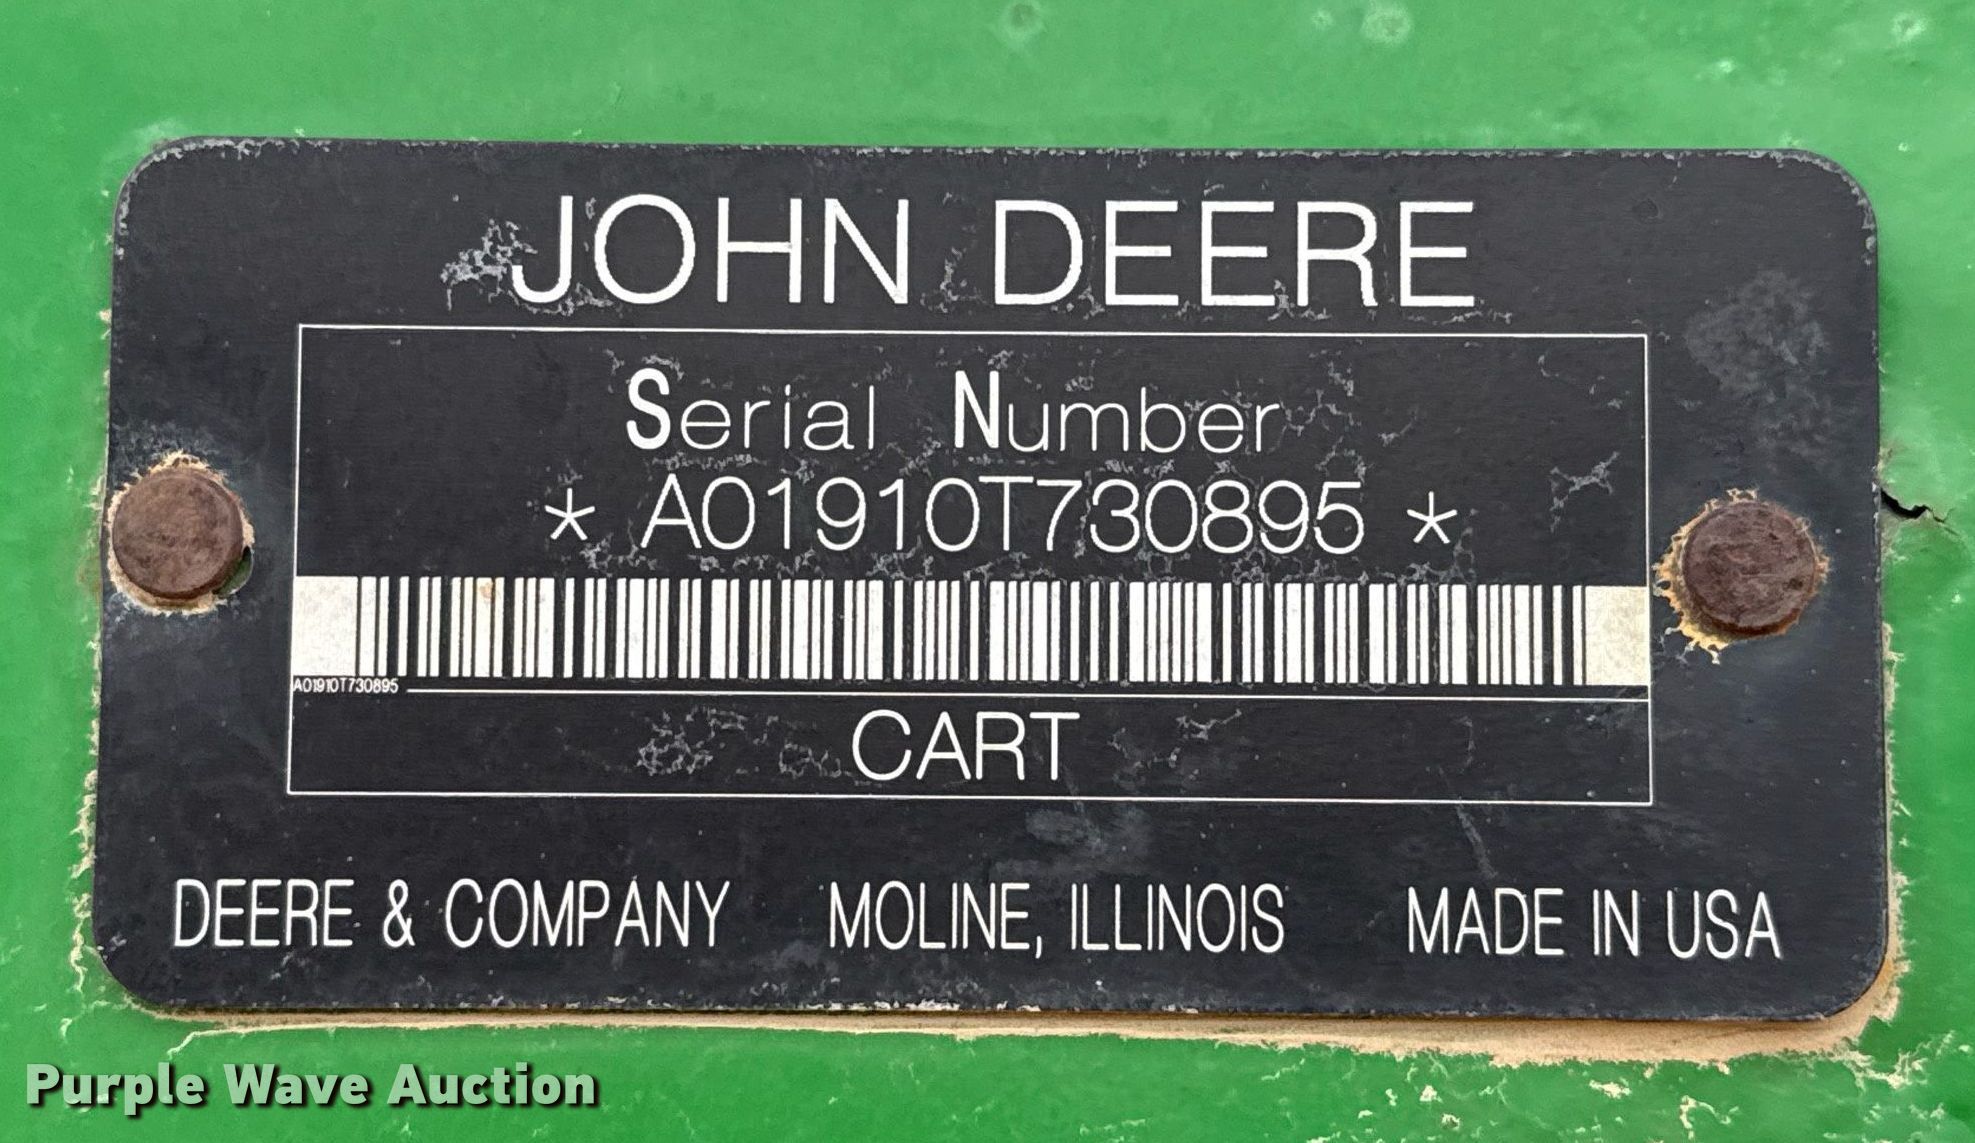 JOHN DEERE
Serial Number
* A01910T730895 *
A01910T730895
CART
DEERE & COMPANY MOLINE, ILLINOIS MADE IN USA
Purple Wave Auction